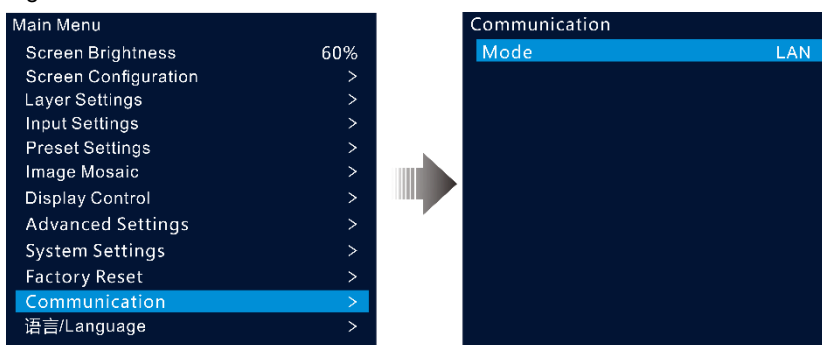 Main Menu
Screen Brightness 60%
Screen Configuration >
Layer Settings >
Input Settings >
Preset Settings >
Image Mosaic >
Display Control >
Advanced Settings >
System Settings >
Factory Reset >
Communication >
语言/Language >
Communication
Mode LAN